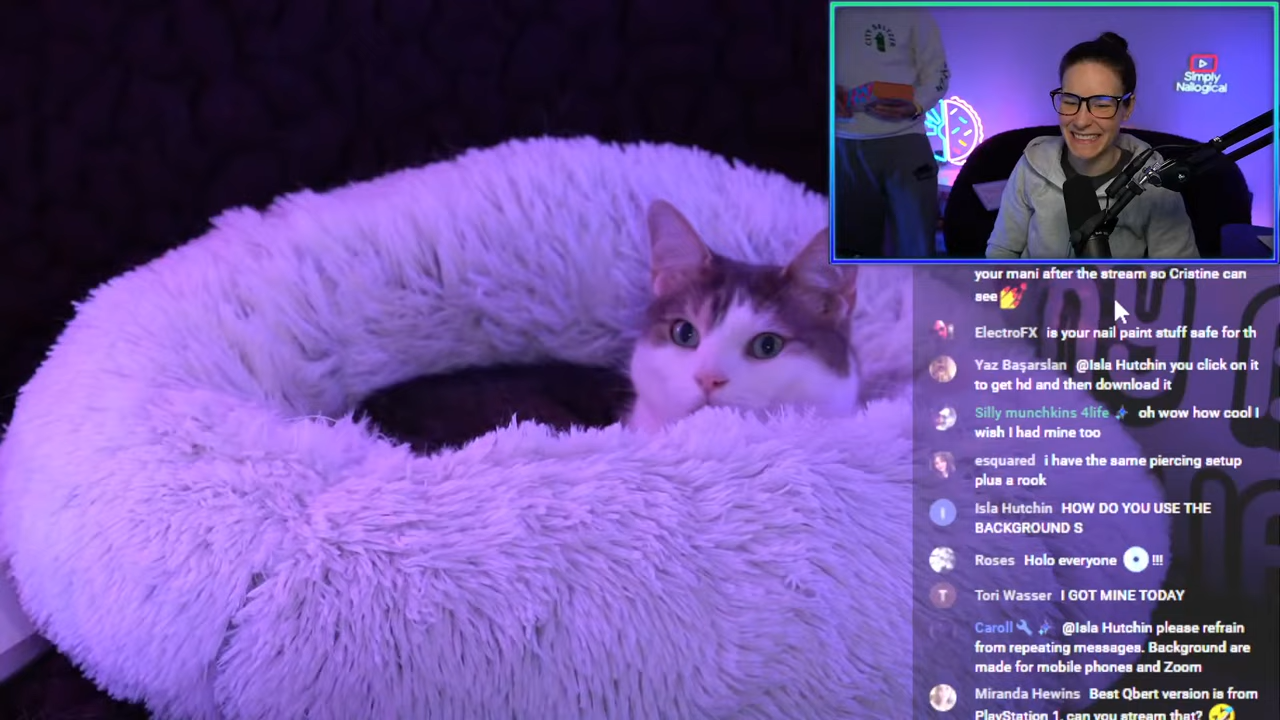 CITY SELTZER
Simply
Nailogical
your mani after the stream so Cristine can
see
ElectroFX is your nail paint stuff safe for th
Yaz Başarslan @Isla Hutchin you click on it
to get hd and then download it
Silly munchkins 4life oh wow how cool I
wish I had mine too
esquared i have the same piercing setup
plus a rook
Isla Hutchin HOW DO YOU USE THE
BACKGROUND S
Roses Holo everyone !!!
T
Tori Wasser I GOT MINE TODAY
Caroll @Isla Hutchin please refrain
from repeating messages. Background are
made for mobile phones and Zoom
Miranda Hewins Best Qbert version is from
PlayStation 1, can you stream that?